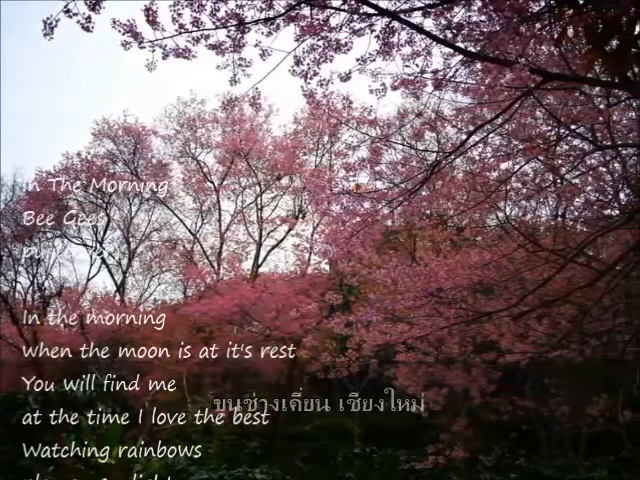 In The Morning
Bee Gees
In the morning
when the moon is at it's rest
You will find me
at the time I love the best
ขุนช่างเคี่ยน เชียงใหม่
Watching rainbows